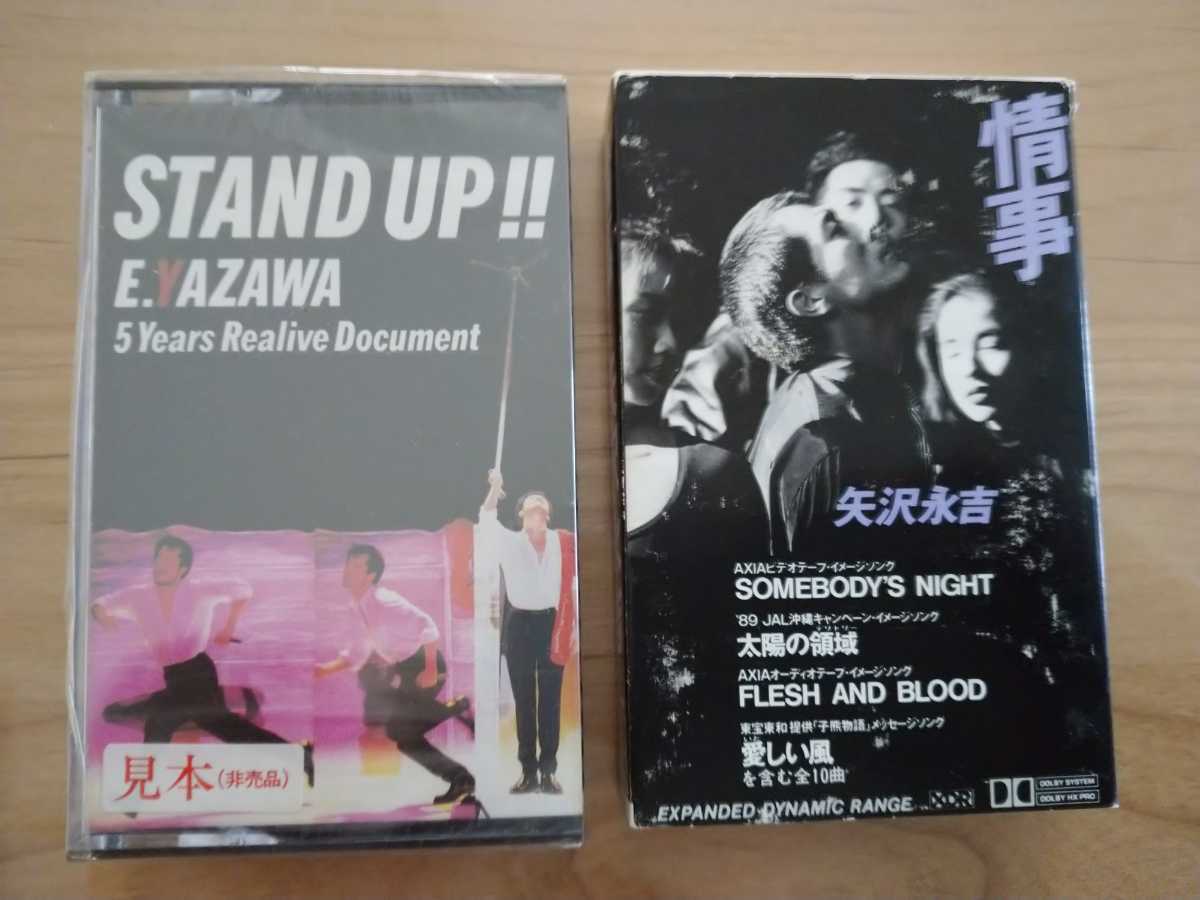 STAND UP!!
E.YAZAWA
5 Years Realive Document
見本(非売品)
情事
矢沢永吉
AXIAビデオテープ・イメージソング
SOMEBODY'S NIGHT
'89 JAL沖縄キャンペーン・イメージソング
太陽の領域
AXIAオーディオテープ・イメージソング
FLESH AND BLOOD
東宝東和 提供「子熊物語」メッセージソング
愛しい風
を含む全10曲
EXPANDED DYNAMIC RANGE XDR
DOLBY SYSTEM
DOLBY HX PRO